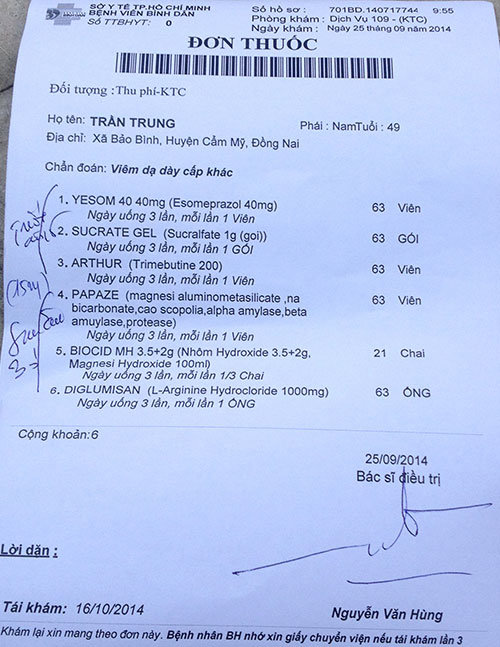 SỞ Y TẾ TP.HỒ CHÍ MINH
BỆNH VIỆN BÌNH DÂN
Số TTBHYT: 0
Số hồ sơ : 701BD.140717744 9:55
Phòng khám : Dịch Vụ 109 - (KTC)
Ngày khám : Ngày 25 tháng 09 năm 2014
ĐƠN THUỐC
Đối tượng :Thu phí-KTC
Họ tên: TRẦN TRUNG Phái : NamTuổi : 49
Địa chỉ: Xã Bảo Bình, Huyện Cẩm Mỹ, Đồng Nai
Chẩn đoán: Viêm dạ dày cấp khác
1. YESOM 40 40mg (Esomeprazol 40mg) 63 Viên
Ngày uống 3 lần, mỗi lần 1 Viên
2. SUCRATE GEL (Sucralfate 1g (goi)) 63 GÓI
Ngày uống 3 lần, mỗi lần 1 GÓI
3. ARTHUR (Trimebutine 200) 63 Viên
Ngày uống 3 lần, mỗi lần 1 Viên
4. PAPAZE (magnesi aluminometasilicate ,na 63 Viên
bicarbonate,cao scopolia,alpha amylase,beta
amuylase,protease)
Ngày uống 3 lần, mỗi lần 1 Viên
5. BIOCID MH 3.5+2g (Nhôm Hydroxide 3.5+2g, 21 Chai
Magnesi Hydroxide 100ml)
Ngày uống 3 lần, mỗi lần 1/3 Chai
6. DIGLUMISAN (L-Arginine Hydrocloride 1000mg) 63 ỐNG
Ngày uống 3 lần, mỗi lần 1 ỐNG
Cộng khoản:6
25/09/2014
Bác sĩ điều trị
Lời dặn :
Tái khám: 16/10/2014
Nguyễn Văn Hùng
Khám lại xin mang theo đơn này. Bệnh nhân BH nhớ xin giấy chuyển viện nếu tái khám lần 3